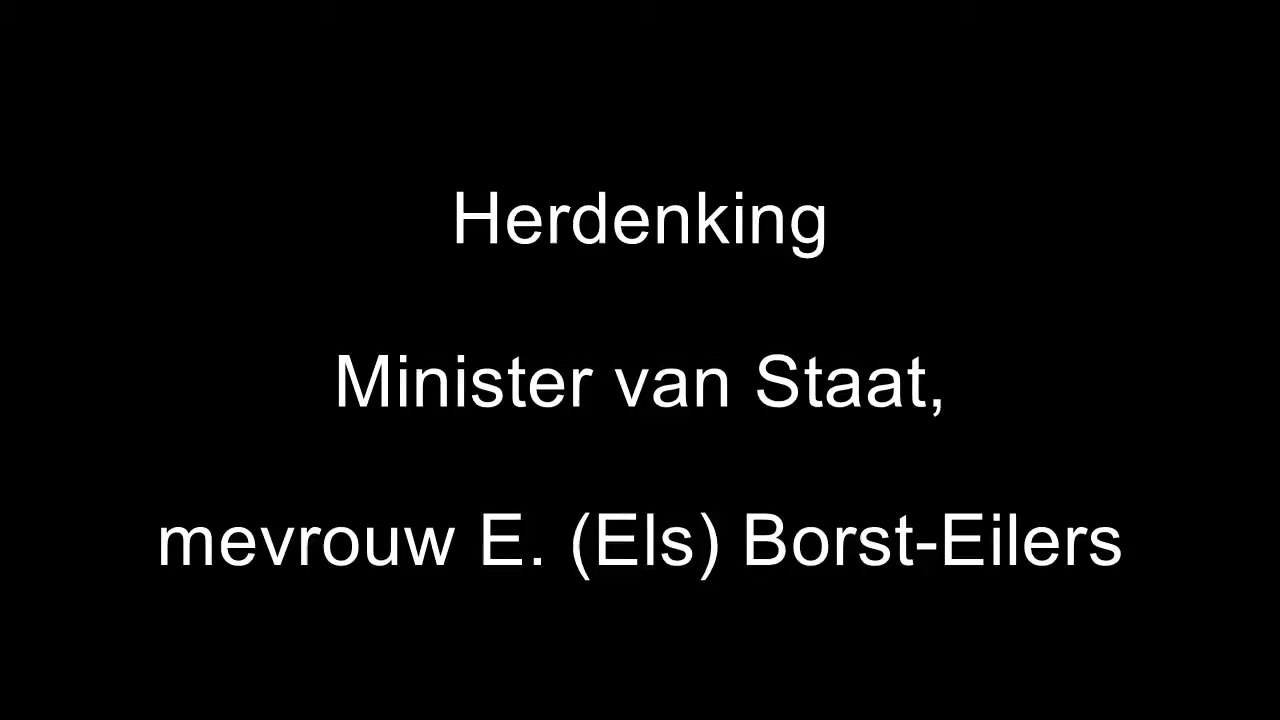 Herdenking
Minister van Staat,
mevrouw E. (Els) Borst-Eilers